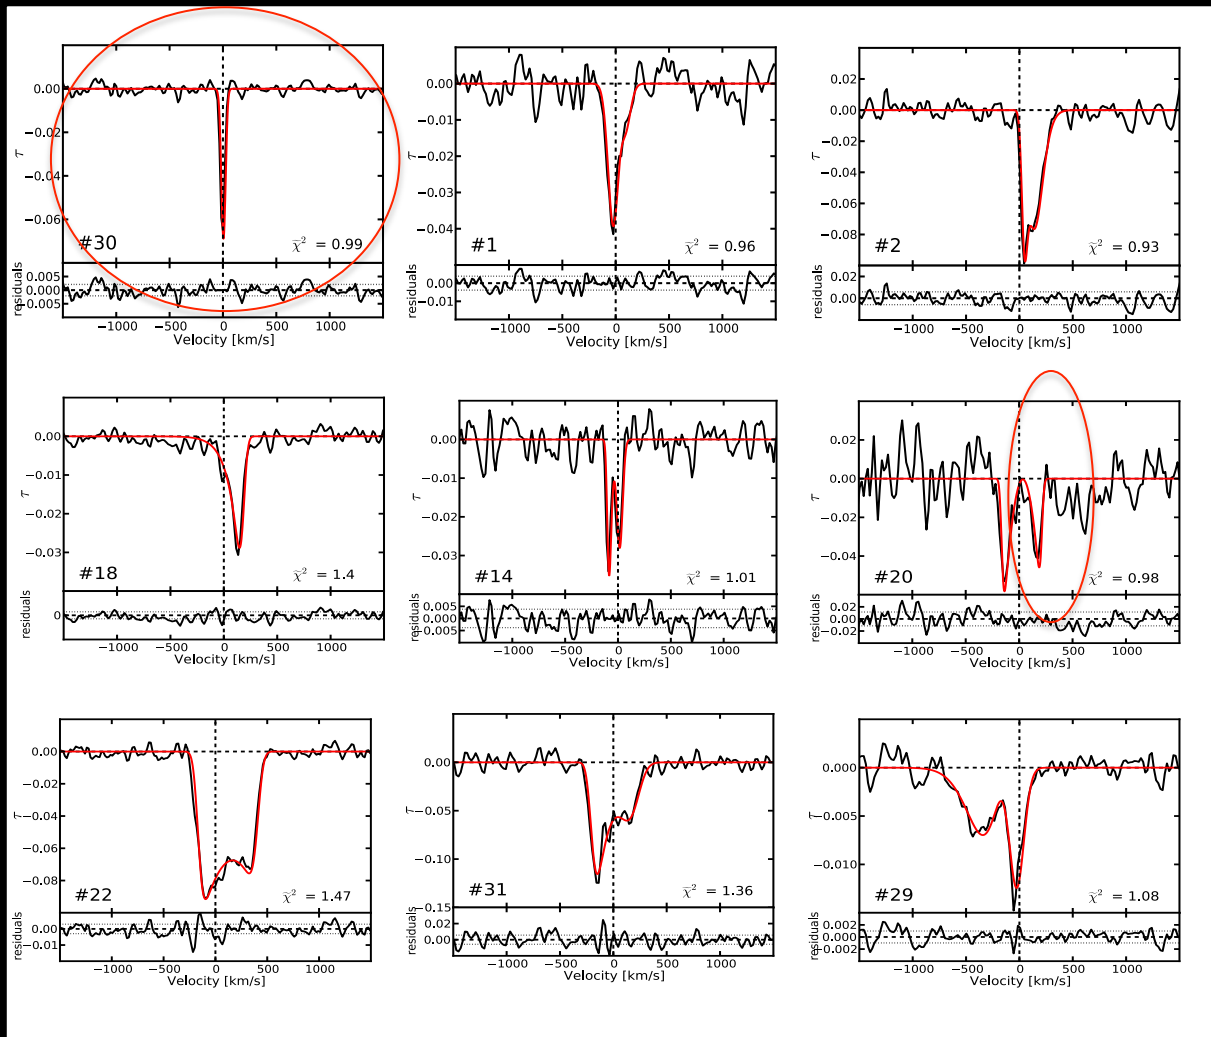 0.00
−0.02
−0.04
−0.06
τ
#30
χ̃² = 0.99
0.005
0.000
−0.005
residuals
−1000 −500 0 500 1000
Velocity [km/s]
0.00
−0.01
−0.02
−0.03
−0.04
τ
#1
χ̃² = 0.96
0.00
−0.01
−1000 −500 0 500 1000
Velocity [km/s]
0.02
0.00
−0.02
−0.04
−0.06
−0.08
τ
#2
χ̃² = 0.93
0.02
0.00
residuals
−1000 −500 0 500 1000
Velocity [km/s]
0.00
−0.01
−0.02
−0.03
τ
#18
χ̃² = 1.4
0
residuals
−1000 −500 0 500 1000
Velocity [km/s]
0.01
0.00
−0.01
−0.02
−0.03
τ
#14
χ̃² = 1.01
0.005
0.000
−0.005
residuals
−1000 −500 0 500 1000
Velocity [km/s]
0.04
0.02
0.00
−0.02
−0.04
τ
#20
χ̃² = 0.98
0.02
0.00
−0.02
residuals
−1000 −500 0 500 1000
Velocity [km/s]
0.00
−0.02
−0.04
−0.06
−0.08
τ
#22
χ̃² = 1.47
0.00
−0.01
residuals
−1000 −500 0 500 1000
Velocity [km/s]
0.00
−0.05
−0.10
−0.15
τ
#31
χ̃² = 1.36
0.02
0.00
residuals
−1000 −500 0 500 1000
Velocity [km/s]
0.000
−0.005
−0.010
τ
#29
χ̃² = 1.08
0.002
0.000
−0.002
residuals
−1000 −500 0 500 1000
Velocity [km/s]